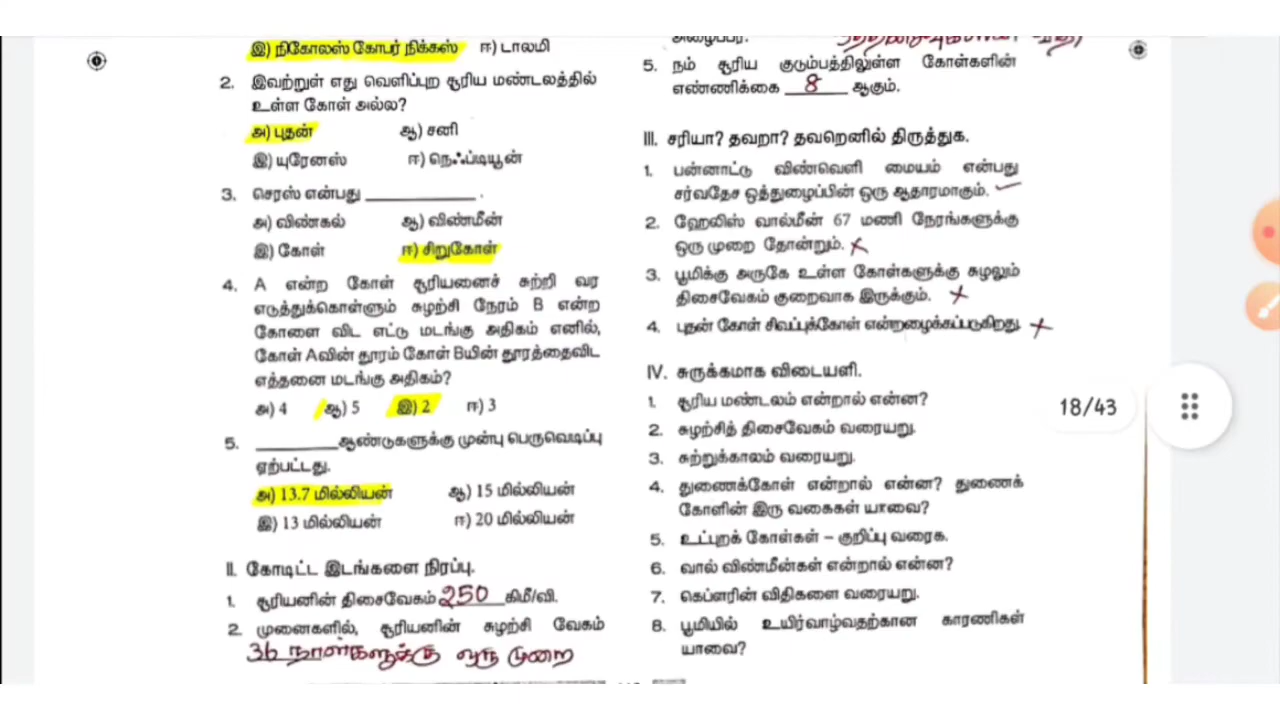 இ) நிகோலஸ் கோபர் நிக்கஸ் ஈ) டாலமி
2. இவற்றுள் எது வெளிப்புற சூரிய மண்டலத்தில்
உள்ள கோள் அல்ல?
அ) புதன் ஆ) சனி
இ) யுரேனஸ் ஈ) நெஃப்டியூன்
3. செரஸ் என்பது ____________ .
அ) விண்கல் ஆ) விண்மீன்
இ) கோள் ஈ) சிறுகோள்
4. A என்ற கோள் சூரியனைச் சுற்றி வர
எடுத்துக்கொள்ளும் சுழற்சி நேரம் B என்ற
கோளை விட எட்டு மடங்கு அதிகம் எனில்,
கோள் Aவின் தூரம் கோள் Bயின் தூரத்தைவிட
எத்தனை மடங்கு அதிகம்?
அ) 4 ஆ) 5 இ) 2 ஈ) 3
5. _________ஆண்டுகளுக்கு முன்பு பெருவெடிப்பு
ஏற்பட்டது.
அ) 13.7 மில்லியன் ஆ) 15 மில்லியன்
இ) 13 மில்லியன் ஈ) 20 மில்லியன்
II. கோடிட்ட இடங்களை நிரப்பு.
1. சூரியனின் திசைவேகம் 250 கிமீ/வி.
2. முனைகளில், சூரியனின் சுழற்சி வேகம்
36 நாள்களுக்கு ஒரு முறை
அழைப்பர்.
5. நம் சூரிய குடும்பத்திலுள்ள கோள்களின்
எண்ணிக்கை 8 ஆகும்.
III. சரியா? தவறா? தவறெனில் திருத்துக.
1. பன்னாட்டு விண்வெளி மையம் என்பது
சர்வதேச ஒத்துழைப்பின் ஒரு ஆதாரமாகும்.
2. ஹேலிஸ் வால்மீன் 67 மணி நேரங்களுக்கு
ஒரு முறை தோன்றும்.
3. பூமிக்கு அருகே உள்ள கோள்களுக்கு சுழலும்
திசைவேகம் குறைவாக இருக்கும்.
4. புதன் கோள் சிவப்புக்கோள் என்றழைக்கப்படுகிறது.
IV. சுருக்கமாக விடையளி.
1. சூரிய மண்டலம் என்றால் என்ன?
2. சுழற்சித் திசைவேகம் வரையறு.
3. சுற்றுக்காலம் வரையறு.
4. துணைக்கோள் என்றால் என்ன? துணைக்
கோளின் இரு வகைகள் யாவை?
5. உட்புறக் கோள்கள் – குறிப்பு வரைக.
6. வால் விண்மீன்கள் என்றால் என்ன?
7. கெப்ளரின் விதிகளை வரையறு.
8. பூமியில் உயிர்வாழ்வதற்கான காரணிகள்
யாவை?
18/43